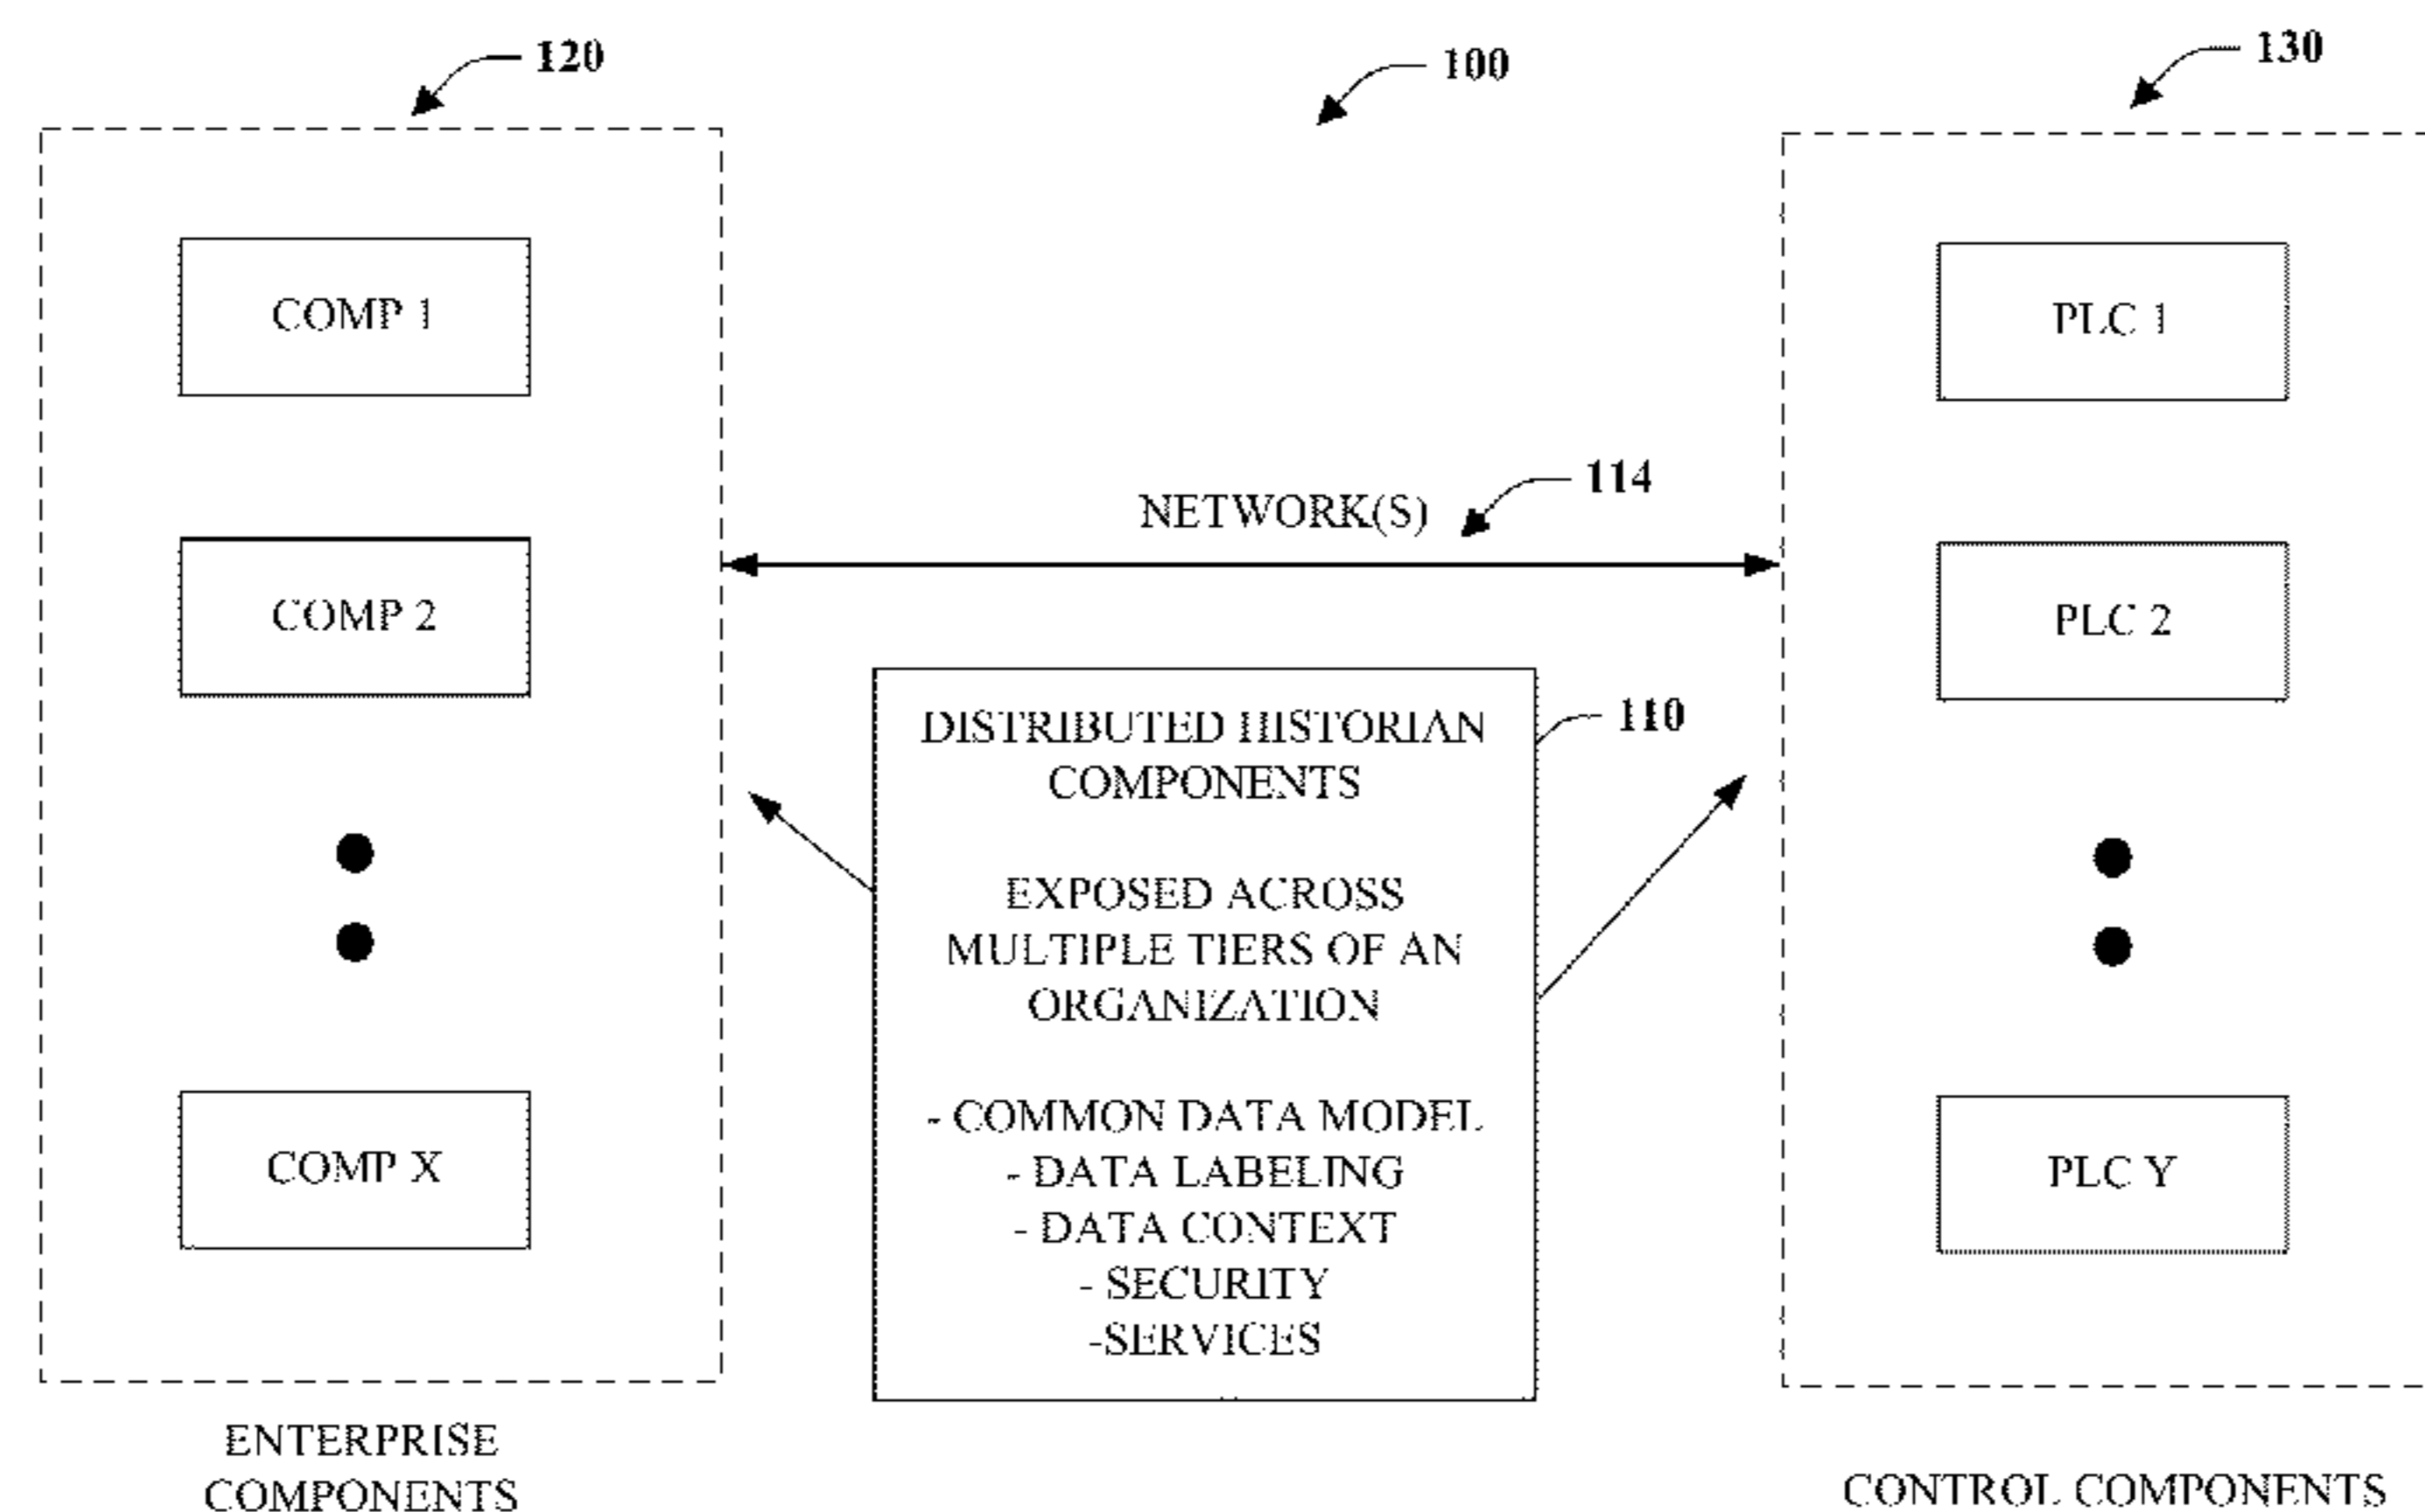 120
100
130
COMP 1
PLC 1
NETWORK(S)
114
COMP 2
PLC 2
DISTRIBUTED HISTORIAN
COMPONENTS
110
EXPOSED ACROSS
MULTIPLE TIERS OF AN
ORGANIZATION
- COMMON DATA MODEL
- DATA LABELING
- DATA CONTEXT
- SECURITY
-SERVICES
COMP X
PLC Y
ENTERPRISE
COMPONENTS
CONTROL COMPONENTS